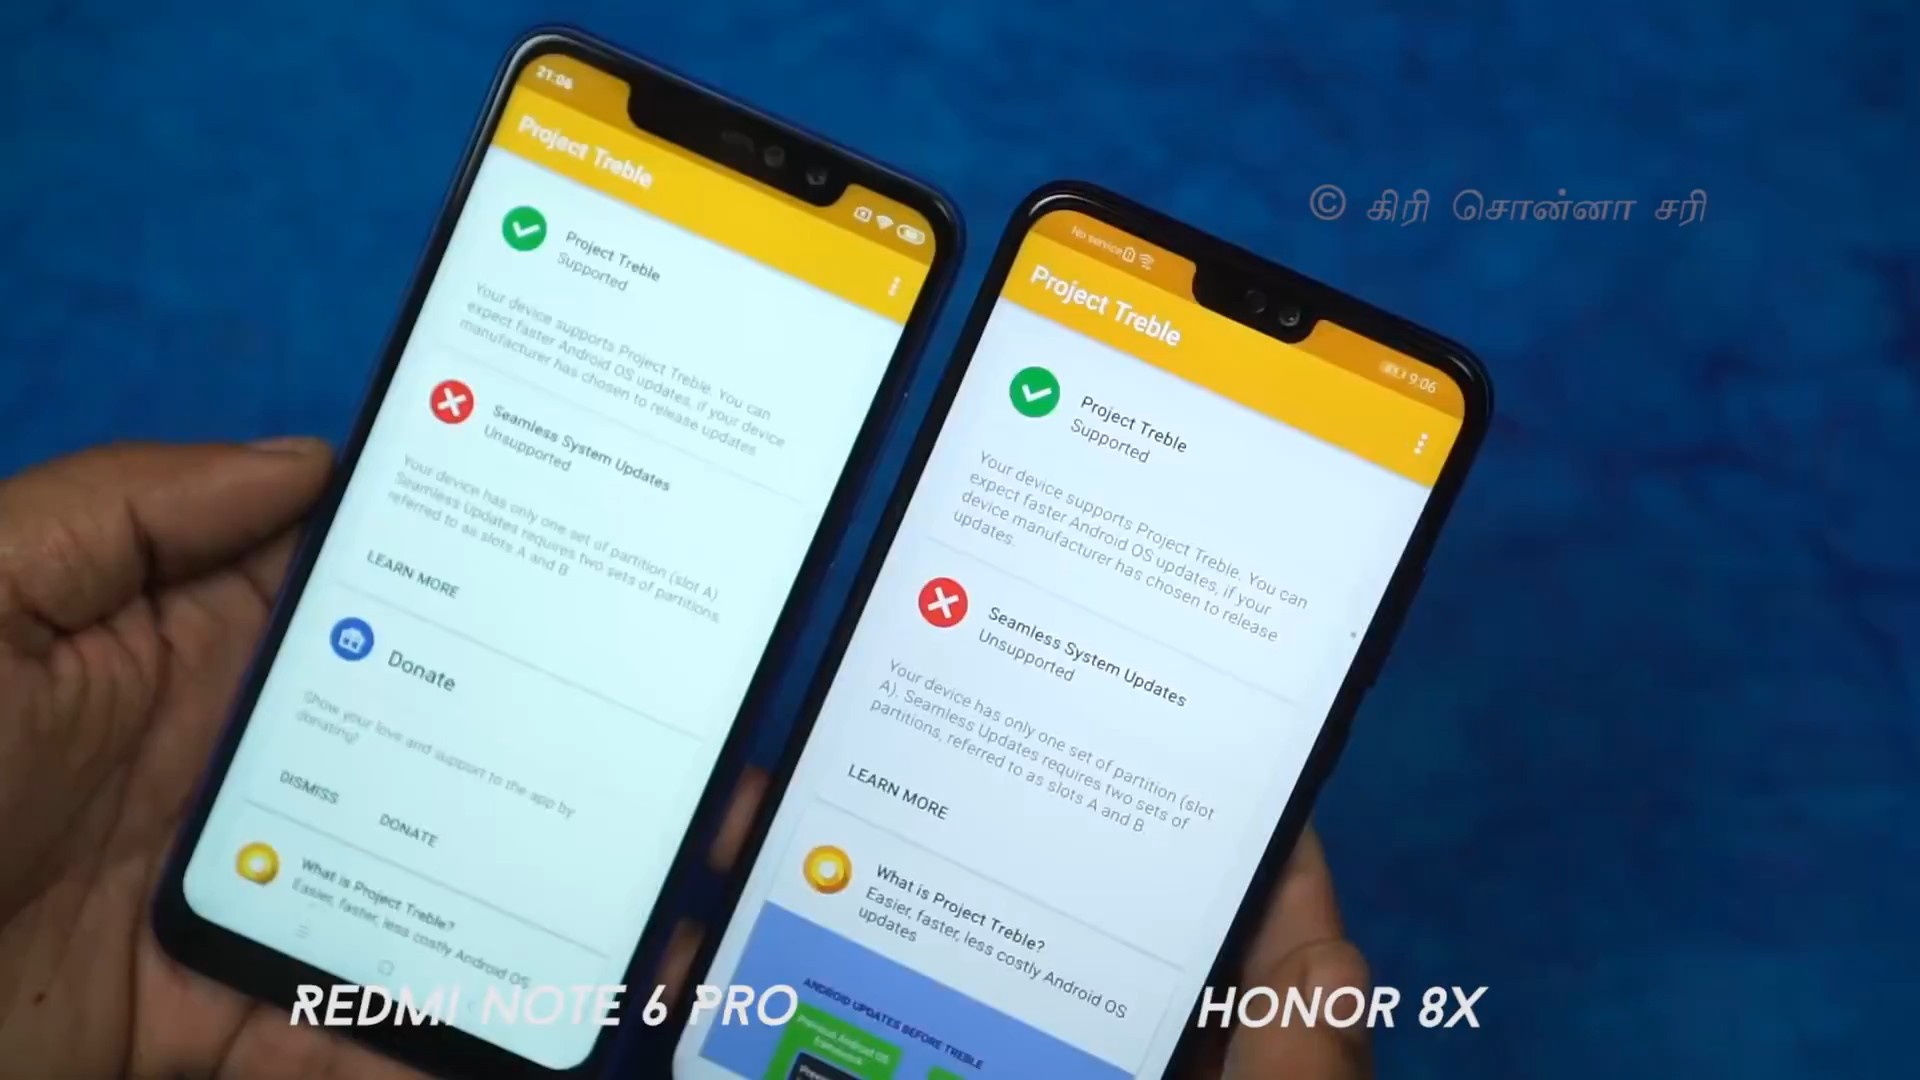 21:06
Project Treble
Project Treble
Supported
Your device supports Project Treble. You can
expect faster Android OS updates, if your device
manufacturer has chosen to release updates
Seamless System Updates
Unsupported
Your device has only one set of partition (slot A)
Seamless Updates requires two sets of partitions,
referred to as slots A and B
LEARN MORE
Donate
Show your love and support to the app by
donating?
DISMISS
DONATE
What is Project Treble?
Easier, faster, less costly Android OS
REDMI NOTE 6 PRO
© கிரி சொன்னா சரி
No service
9:06
Project Treble
Project Treble
Supported
Your device supports Project Treble. You can
expect faster Android OS updates, if your
device manufacturer has chosen to release
updates.
Seamless System Updates
Unsupported
Your device has only one set of partition (slot
A). Seamless Updates requires two sets of
partitions, referred to as slots A and B
LEARN MORE
What is Project Treble?
Easier, faster, less costly Android OS
updates
ANDROID UPDATES BEFORE TREBLE
Previous Android OS
framework
HONOR 8X